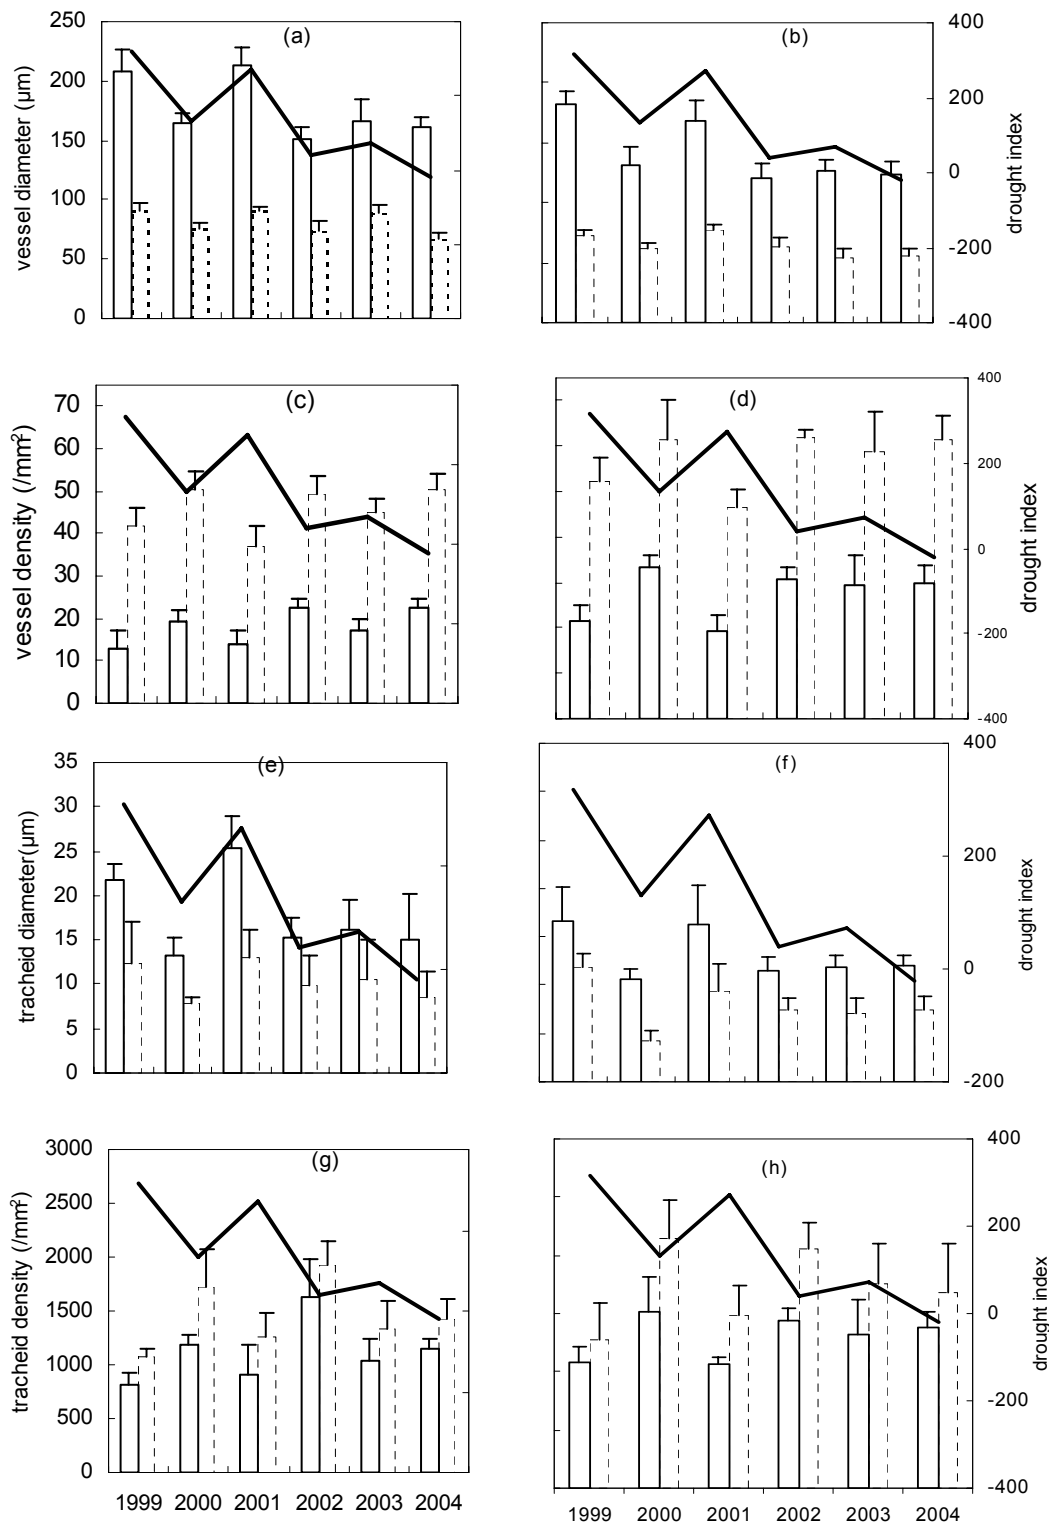 (a)
250
200
150
100
50
0
vessel diameter (µm)
(b)
400
200
0
-200
-400
drought index
(c)
70
60
50
40
30
20
10
0
vessel density (/mm²)
(d)
400
200
0
-200
-400
drought index
(e)
35
30
25
20
15
10
5
0
tracheid diameter(µm)
(f)
400
200
0
-200
drought index
(g)
3000
2500
2000
1500
1000
500
0
tracheid density (/mm²)
1999 2000 2001 2002 2003 2004
(h)
400
200
0
-200
-400
drought index
1999 2000 2001 2002 2003 2004